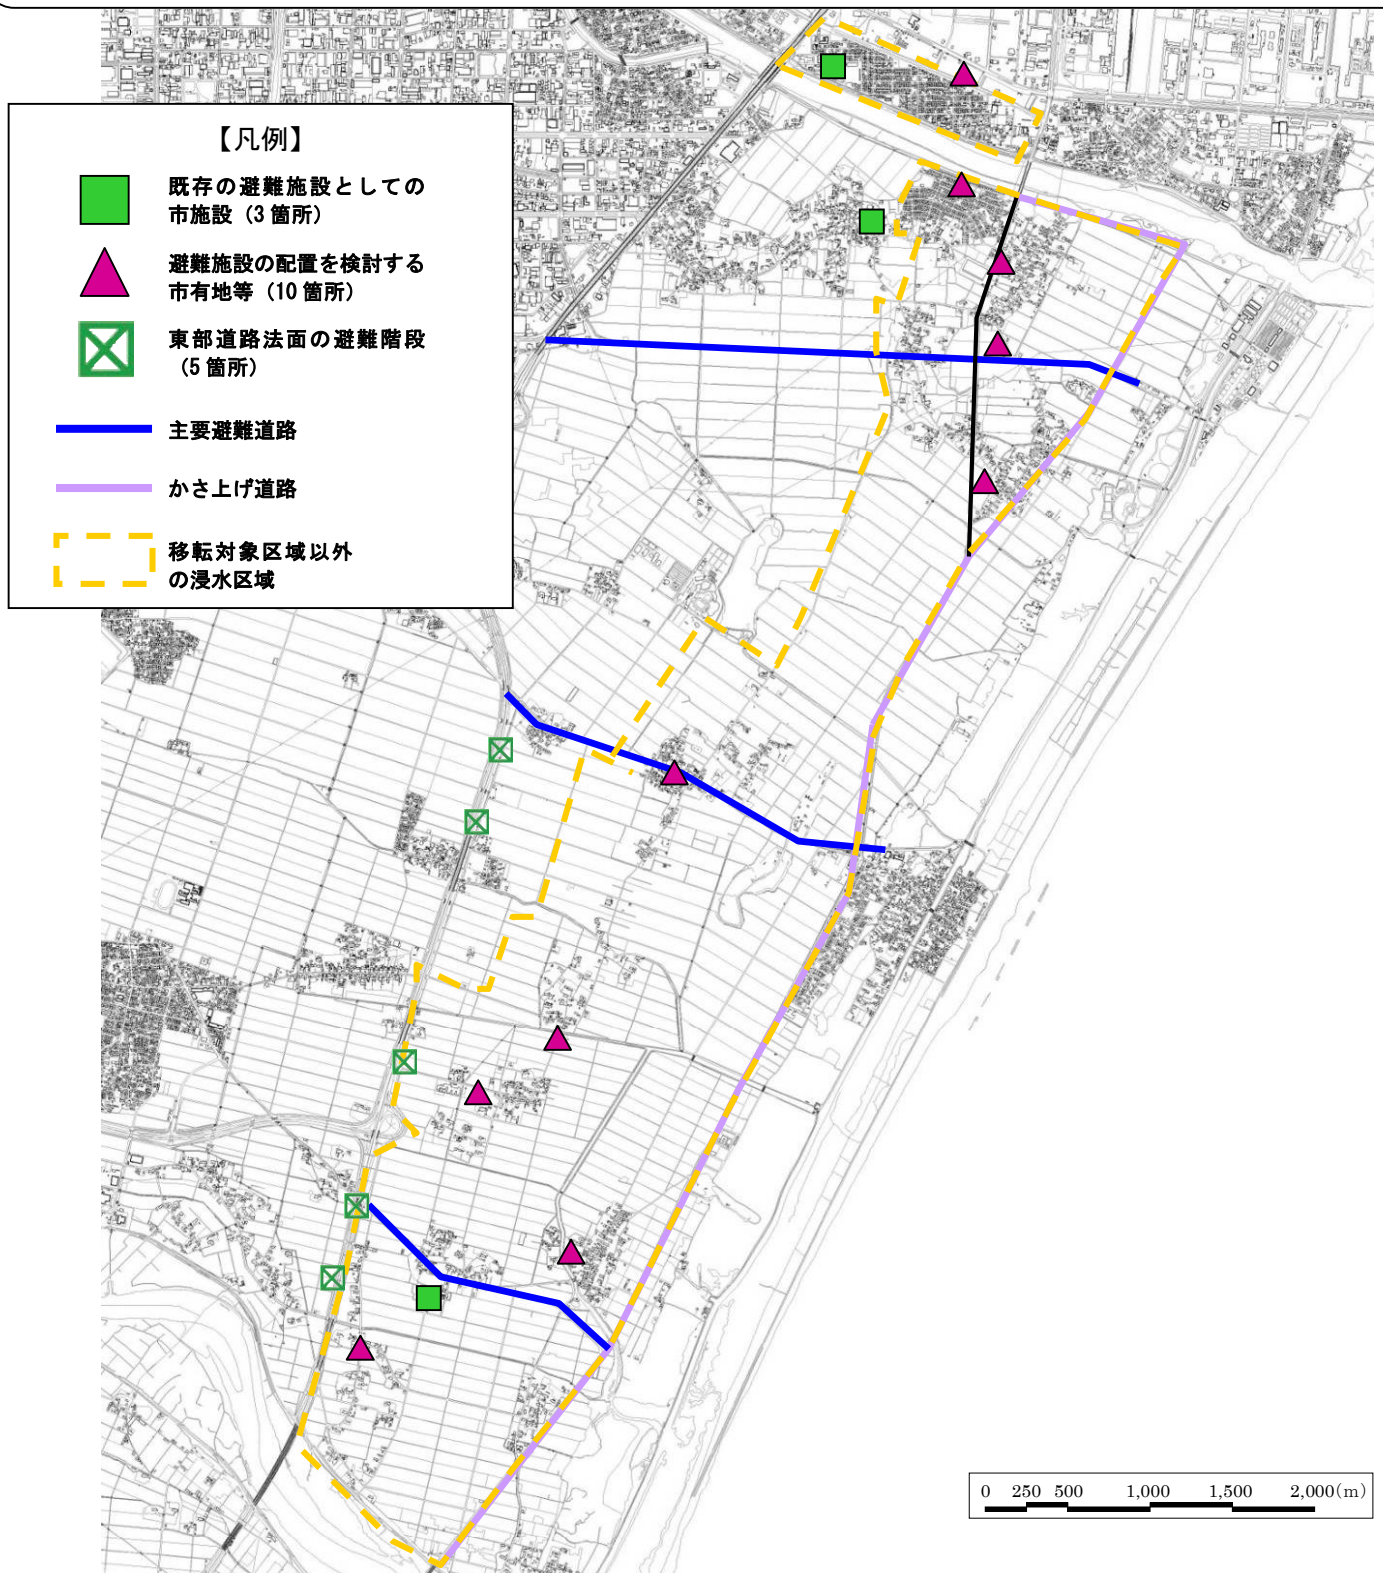 【凡例】
既存の避難施設としての
市施設（3箇所）
避難施設の配置を検討する
市有地等（10箇所）
東部道路法面の避難階段
（5箇所）
主要避難道路
かさ上げ道路
移転対象区域以外
の浸水区域
0 250 500 1,000 1,500 2,000(m)